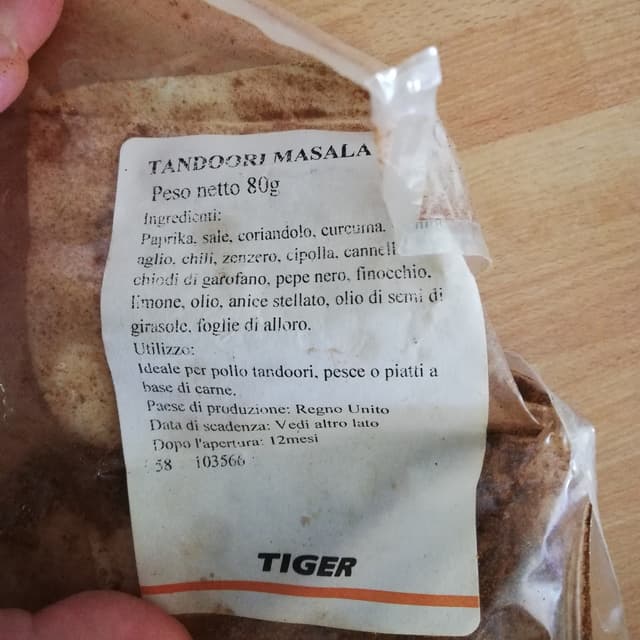 TANDOORI MASALA
Peso netto 80g
Ingredienti:
Paprika, sale, coriandolo, curcuma,
aglio, chili, zenzero, cipolla,
chiodi di garofano, pepe nero, finocchio,
limone, olio, anice stellato, olio di semi di
girasole, foglie di alloro.
Utilizzo:
Ideale per pollo tandoori, pesce o piatti a
base di carne.
Paese di produzione: Regno Unito
Data di scadenza: Vedi altro lato
Dopo l'apertura: 12mesi
58 103566
TIGER